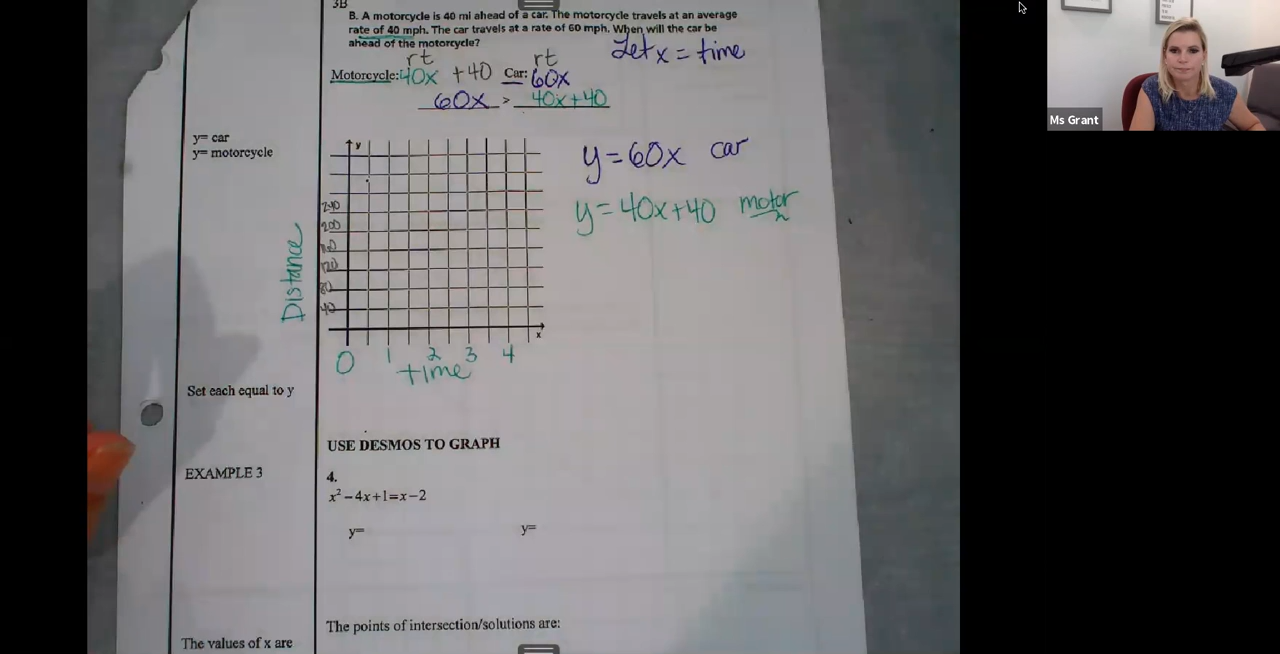 3B
B. A motorcycle is 40 mi ahead of a car. The motorcycle travels at an average
rate of 40 mph. The car travels at a rate of 60 mph. When will the car be
ahead of the motorcycle?
Let x = time
rt rt
Motorcycle: 40x + 40 Car: 60x
60x > 40x+40
y= car
y= motorcycle
y
y=60x car
y=40x+40 motor
240
200
160
120
80
40
Distance
x
0 1 2 3 4
time
Set each equal to y
USE DESMOS TO GRAPH
EXAMPLE 3
4.
x²−4x+1=x−2
y= y=
The points of intersection/solutions are:
The values of x are
Ms Grant